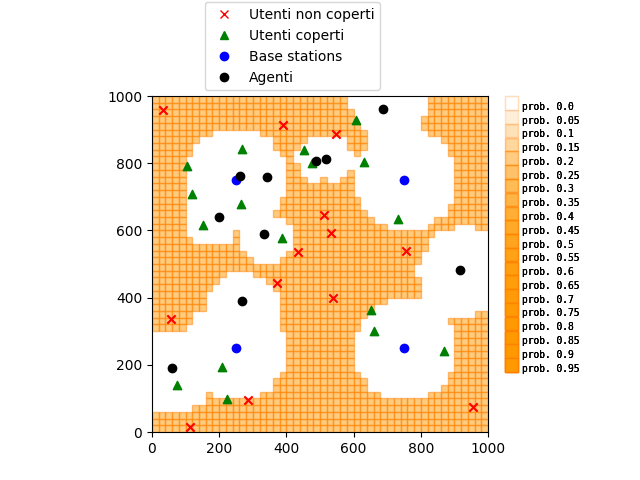 Utenti non coperti
Utenti coperti
Base stations
Agenti
1000
800
600
400
200
0
0
200
400
600
800
1000
prob. 0.0
prob. 0.05
prob. 0.1
prob. 0.15
prob. 0.2
prob. 0.25
prob. 0.3
prob. 0.35
prob. 0.4
prob. 0.45
prob. 0.5
prob. 0.55
prob. 0.6
prob. 0.65
prob. 0.7
prob. 0.75
prob. 0.8
prob. 0.85
prob. 0.9
prob. 0.95